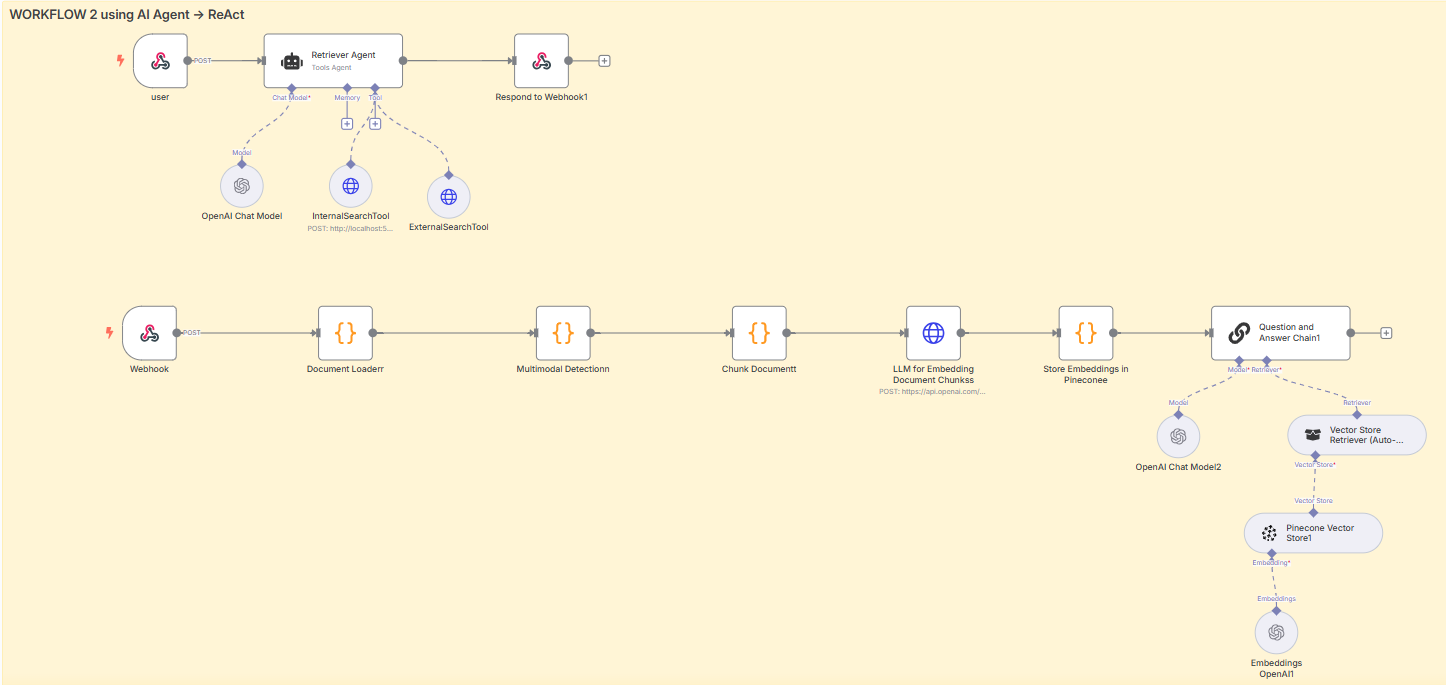 WORKFLOW 2 using AI Agent → ReAct
POST
Retriever Agent
Tools Agent
user
Chat Model*
Memory
Tool
Respond to Webhook1
Model
OpenAI Chat Model
InternalSearchTool
POST: http://localhost:5...
ExternalSearchTool
POST
Webhook
Document Loaderr
Multimodal Detectionn
Chunk Documentt
LLM for Embedding
Document Chunkss
POST: https://api.openai.com/...
Store Embeddings in
Pineconee
Question and
Answer Chain1
Model*
Retriever*
Model
OpenAI Chat Model2
Retriever
Vector Store
Retriever (Auto-...
Vector Store*
Vector Store
Pinecone Vector
Store1
Embedding*
Embeddings
Embeddings
OpenAI1